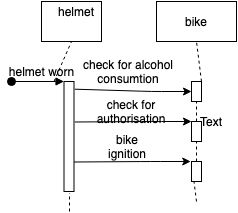 helmet
bike
check for alcohol
consumtion
helmet worn
check for
authorisation
Text
bike
ignition